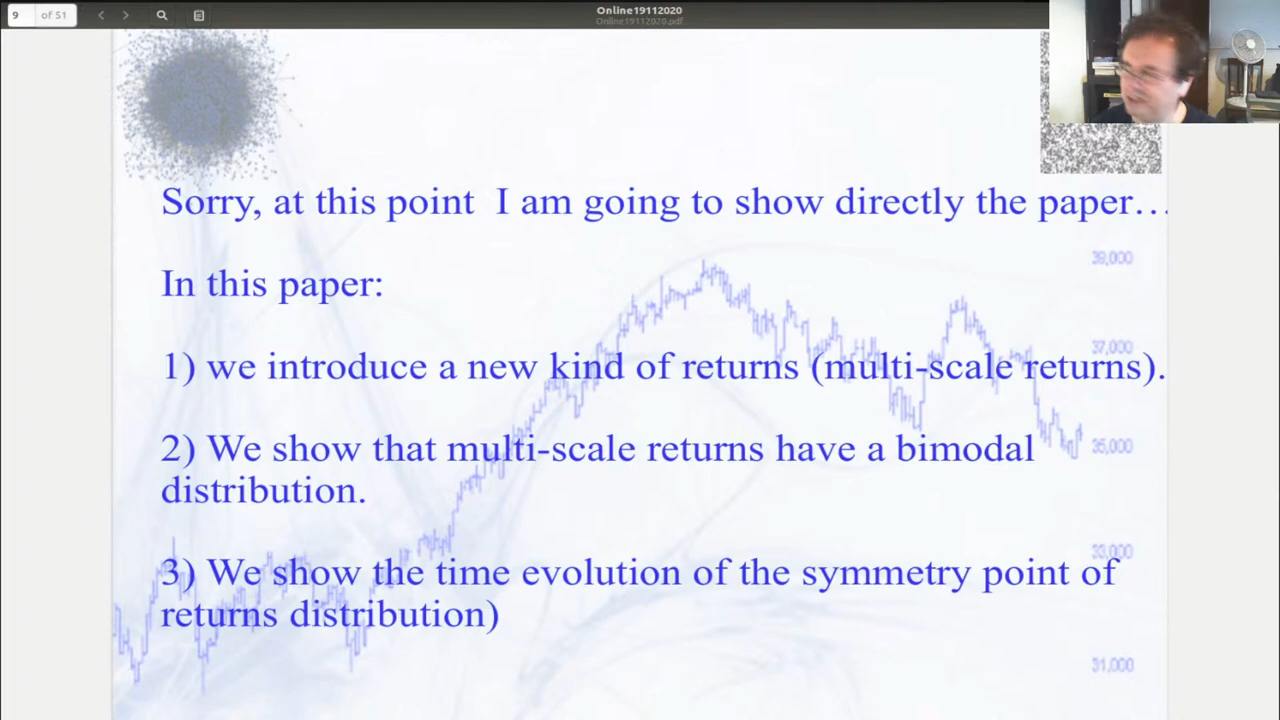 9 of 51
Online19112020
Online19112020.pdf
Sorry, at this point I am going to show directly the paper…
38,000
In this paper:
37,000
1) we introduce a new kind of returns (multi-scale returns).
2) We show that multi-scale returns have a bimodal
35,000
distribution.
33,000
3) We show the time evolution of the symmetry point of
returns distribution)
31,000